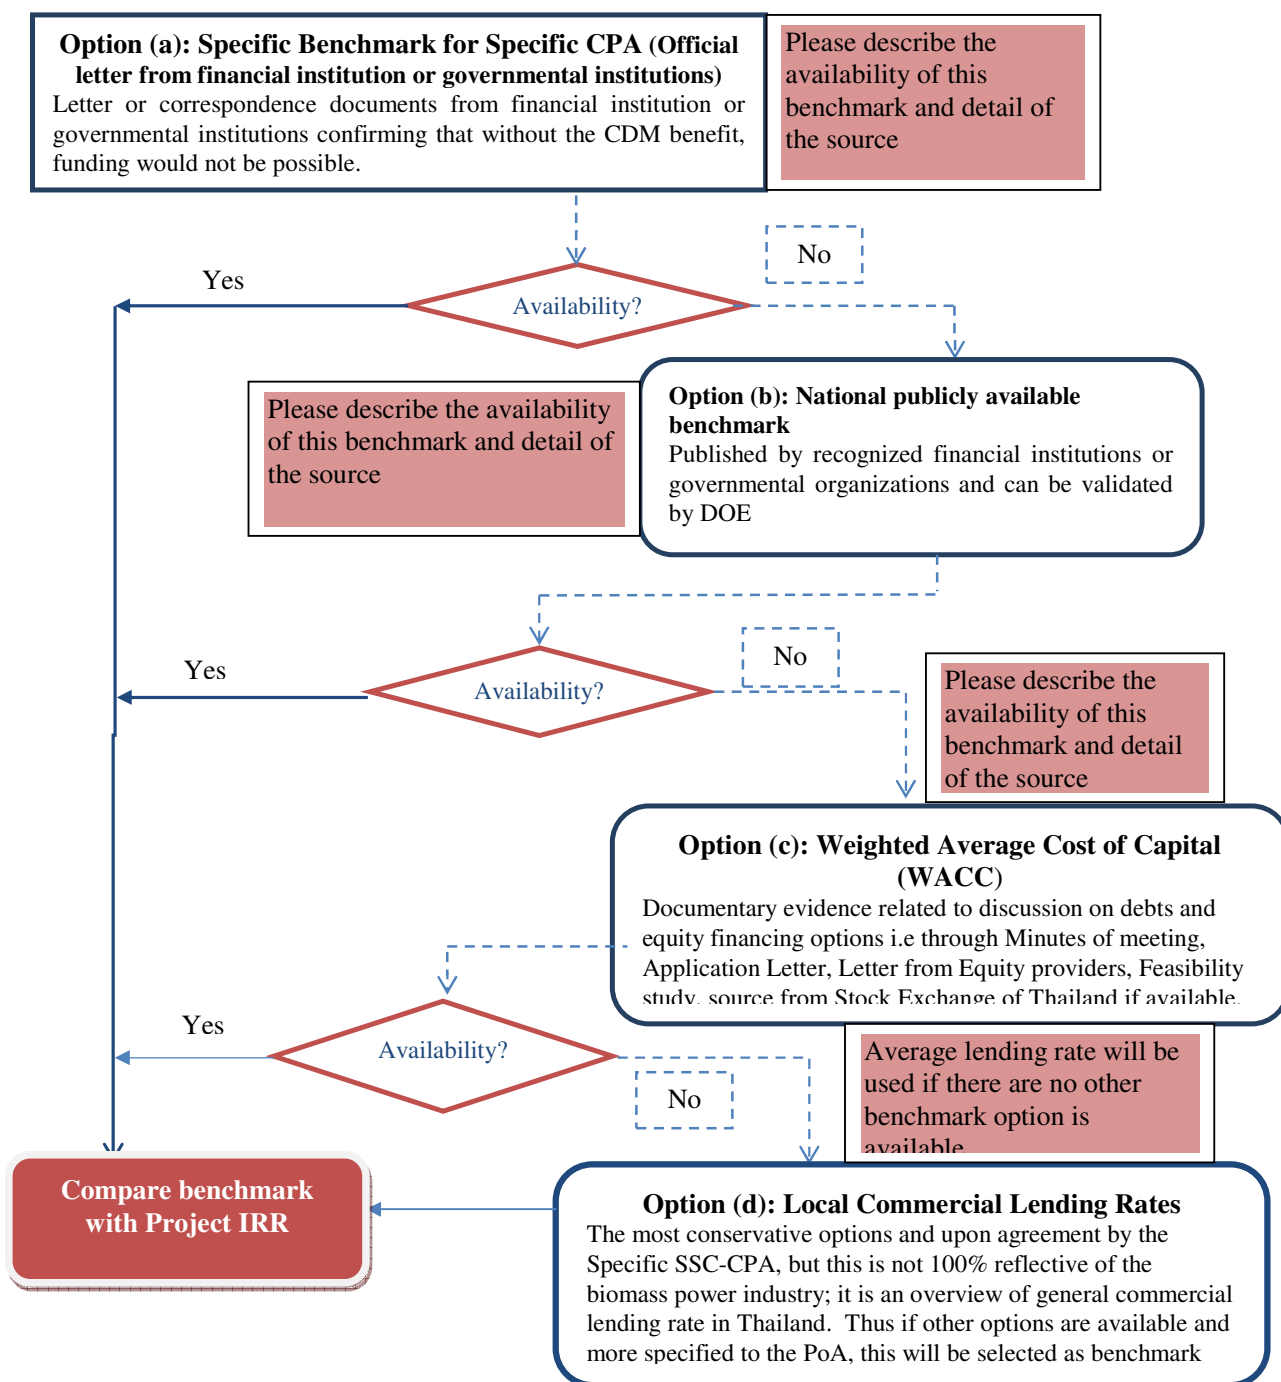 Option (a): Specific Benchmark for Specific CPA (Official
letter from financial institution or governmental institutions)
Letter or correspondence documents from financial institution or
governmental institutions confirming that without the CDM benefit,
funding would not be possible.
Please describe the
availability of this
benchmark and detail of
the source
No
Yes
Availability?
Option (b): National publicly available
benchmark
Published by recognized financial institutions or
governmental organizations and can be validated
by DOE
Please describe the availability
of this benchmark and detail of
the source
No
Yes
Availability?
Please describe the
availability of this
benchmark and detail
of the source
Option (c): Weighted Average Cost of Capital
(WACC)
Documentary evidence related to discussion on debts and
equity financing options i.e through Minutes of meeting,
Application Letter, Letter from Equity providers, Feasibility
study, source from Stock Exchange of Thailand if available.
Yes
Availability?
No
Average lending rate will be
used if there are no other
benchmark option is
available
Compare benchmark
with Project IRR
Option (d): Local Commercial Lending Rates
The most conservative options and upon agreement by the
Specific SSC-CPA, but this is not 100% reflective of the
biomass power industry; it is an overview of general commercial
lending rate in Thailand. Thus if other options are available and
more specified to the PoA, this will be selected as benchmark